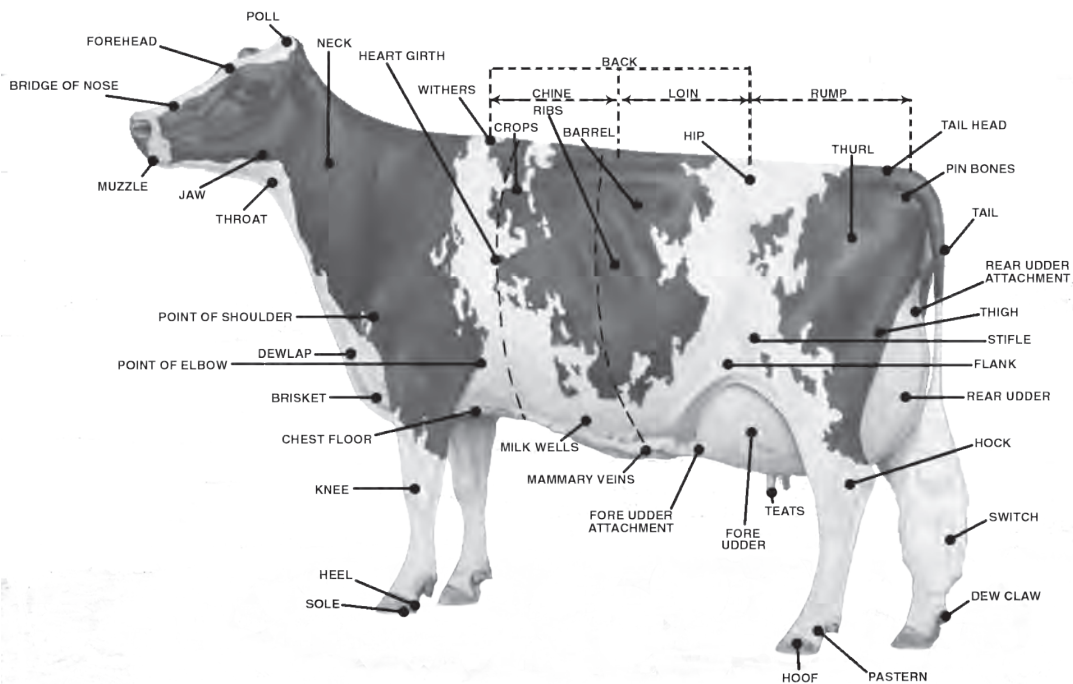 POLL
FOREHEAD
NECK
HEART GIRTH
BACK
BRIDGE OF NOSE
WITHERS
CHINE
LOIN
RUMP
RIBS
CROPS
BARREL
HIP
TAIL HEAD
THURL
PIN BONES
MUZZLE
JAW
THROAT
TAIL
REAR UDDER
ATTACHMENT
POINT OF SHOULDER
THIGH
STIFLE
DEWLAP
POINT OF ELBOW
FLANK
BRISKET
REAR UDDER
CHEST FLOOR
MILK WELLS
HOCK
MAMMARY VEINS
KNEE
FORE UDDER
ATTACHMENT
TEATS
FORE
UDDER
SWITCH
HEEL
SOLE
DEW CLAW
HOOF
PASTERN